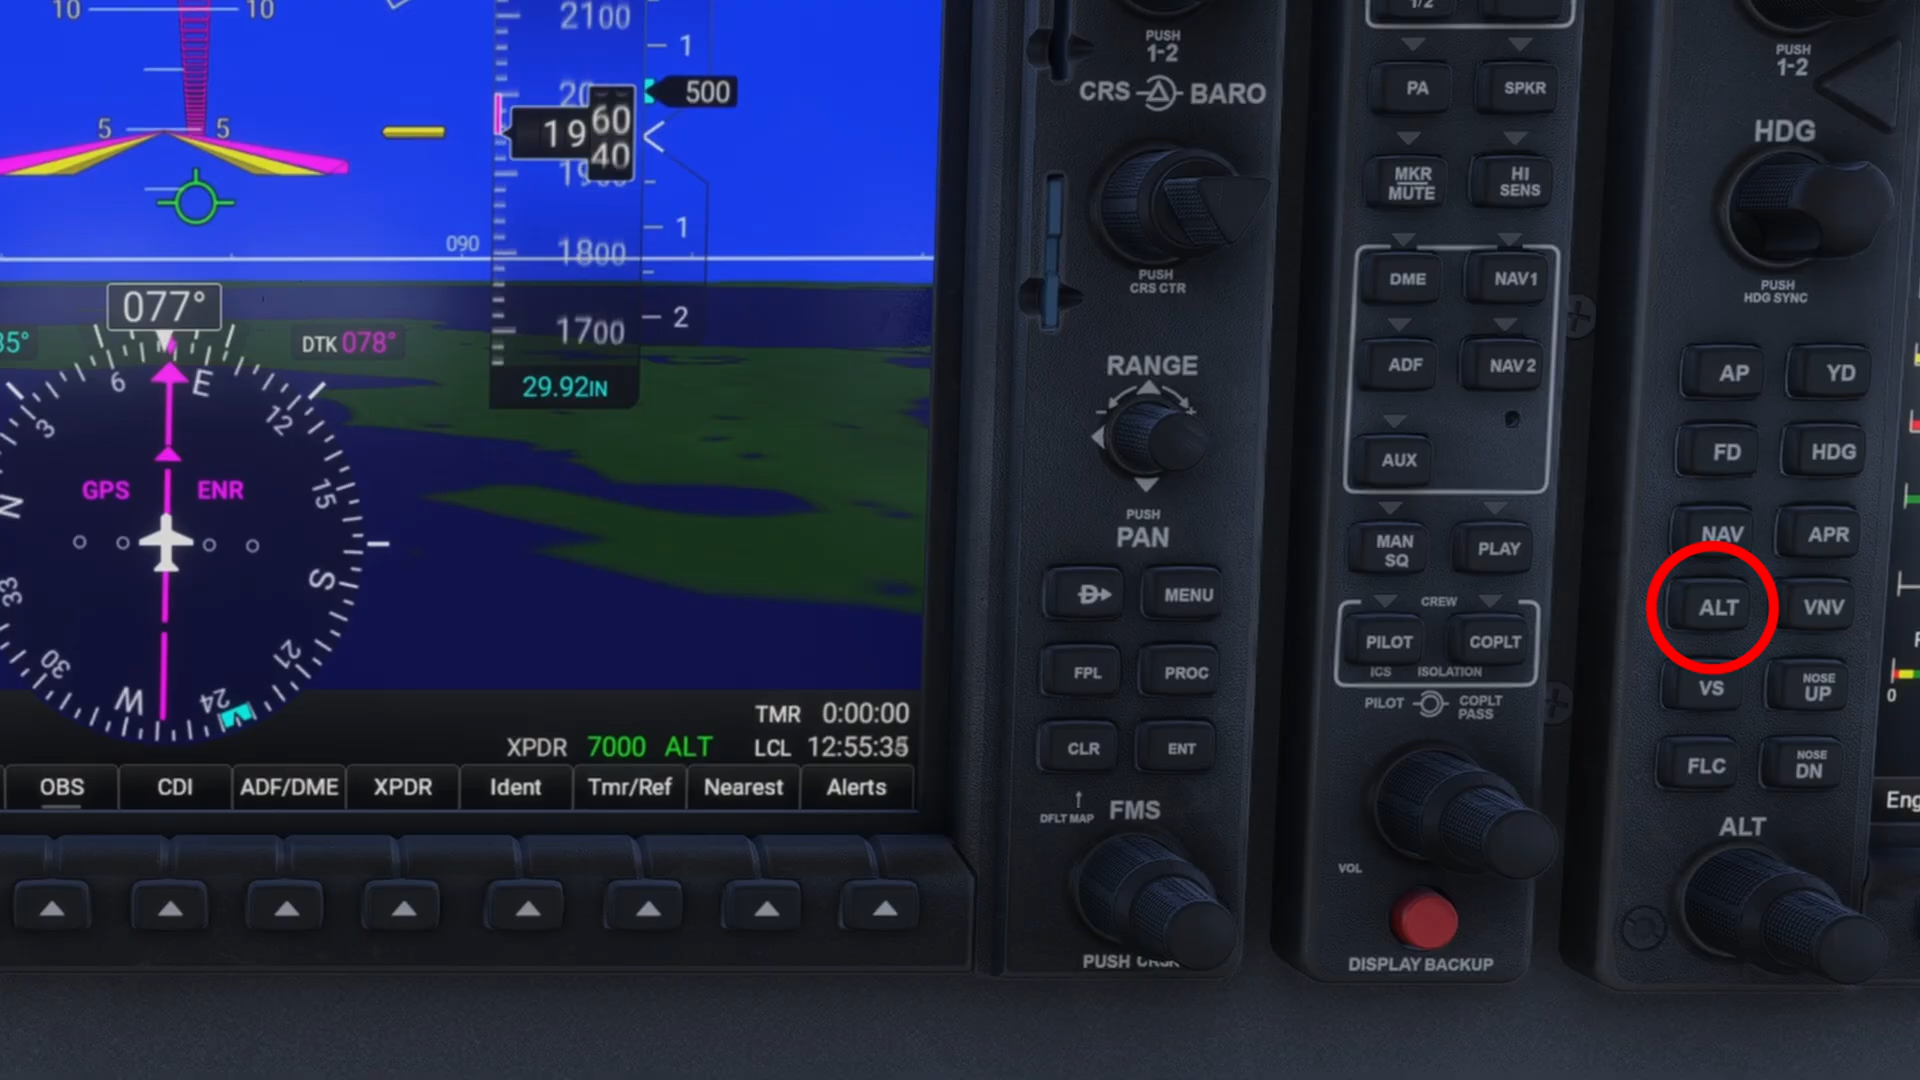 10 10
5 5
2100
20
19 60
40
1800
1700
29.92IN
1
500
1
2
090
077°
35°
DTK 078°
N 3 6 E 12 15 S 21 24 W 30 33
GPS ENR
TMR 0:00:00
XPDR 7000 ALT LCL 12:55:35
OBS CDI ADF/DME XPDR Ident Tmr/Ref Nearest Alerts
PUSH
1-2
CRS BARO
PUSH
CRS CTR
RANGE
PUSH
PAN
D MENU
FPL PROC
CLR ENT
DFLT MAP FMS
PUSH
1/2
PA SPKR
MKR
MUTE
HI
SENS
DME NAV1
ADF NAV2
AUX
MAN
SQ
PLAY
CREW
PILOT COPLT
ICS ISOLATION
PILOT COPLT
PASS
VOL
DISPLAY BACKUP
PUSH
1-2
HDG
PUSH
HDG SYNC
AP YD
FD HDG
NAV APR
ALT VNV
VS NOSE
UP
FLC NOSE
DN
ALT
0
Eng